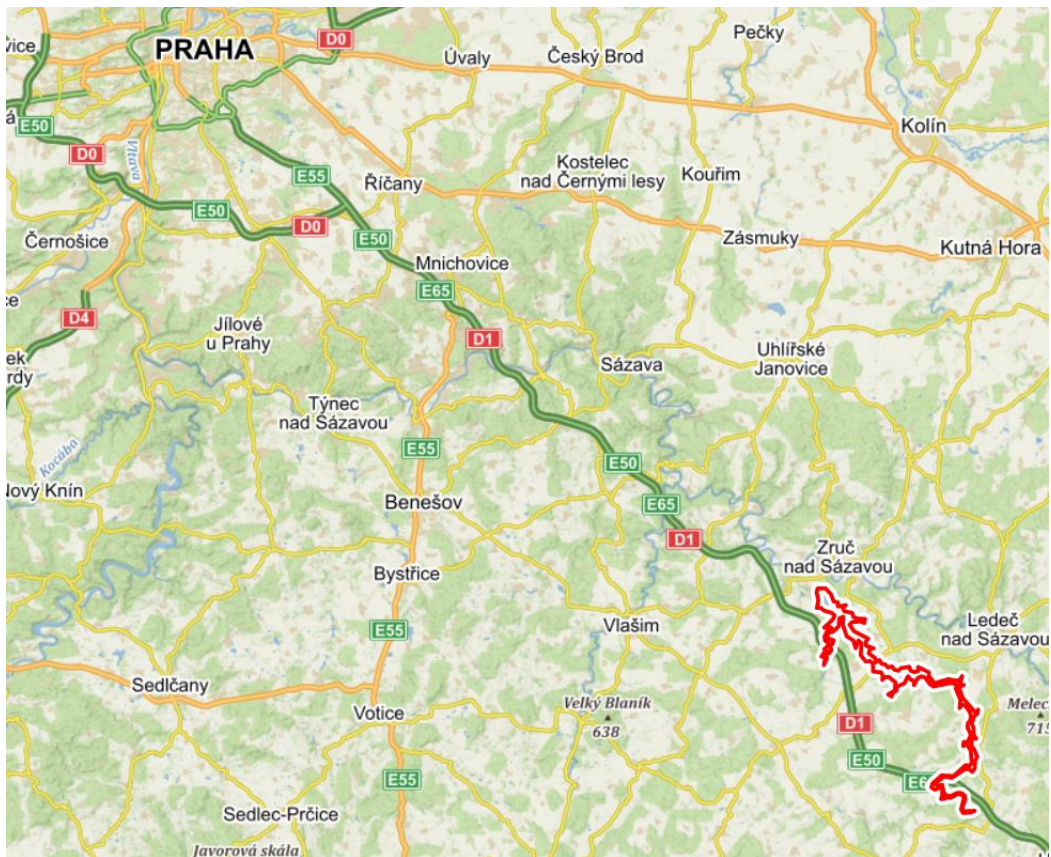 PRAHA
D0
Úvaly
Český Brod
Pečky
E50
Kolín
D0
Vltava
E55
Říčany
Kostelec
nad Černými lesy
Kouřim
E50
D0
E50
Černošice
Zásmuky
Kutná Hora
Mnichovice
E65
D4
Jílové
u Prahy
D1
Sázava
Uhlířské
Janovice
Týnec
nad Sázavou
Kocába
E55
E50
Nový Knín
Benešov
E65
D1
Zruč
nad Sázavou
Bystřice
Vlašim
Ledeč
nad Sázavou
E55
Sedlčany
Velký Blaník
638
Votice
D1
E50
E55
Sedlec-Prčice
Javorová skála